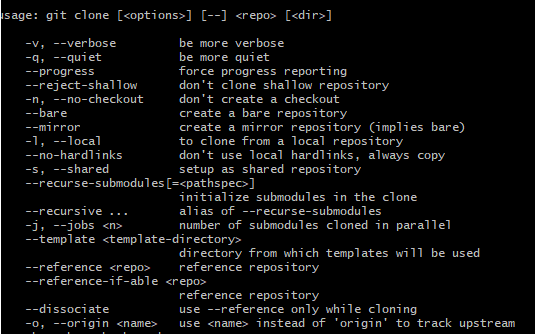 usage: git clone [<options>] [--] <repo> [<dir>]
-v, --verbose be more verbose
-q, --quiet be more quiet
--progress force progress reporting
--reject-shallow don't clone shallow repository
-n, --no-checkout don't create a checkout
--bare create a bare repository
--mirror create a mirror repository (implies bare)
-l, --local to clone from a local repository
--no-hardlinks don't use local hardlinks, always copy
-s, --shared setup as shared repository
--recurse-submodules[=<pathspec>]
initialize submodules in the clone
--recursive ... alias of --recurse-submodules
-j, --jobs <n> number of submodules cloned in parallel
--template <template-directory>
directory from which templates will be used
--reference <repo> reference repository
--reference-if-able <repo>
reference repository
--dissociate use --reference only while cloning
-o, --origin <name> use <name> instead of 'origin' to track upstream